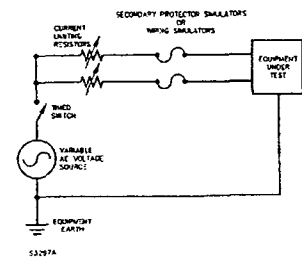 SECONDARY PROTECTOR SIMULATORS
OR
WIRING SIMULATORS
CURRENT
LIMITING
RESISTORS
EQUIPMENT
UNDER
TEST
TIMED
SWITCH
VARIABLE
AC VOLTAGE
SOURCE
EQUIPMENT
EARTH
S3297A